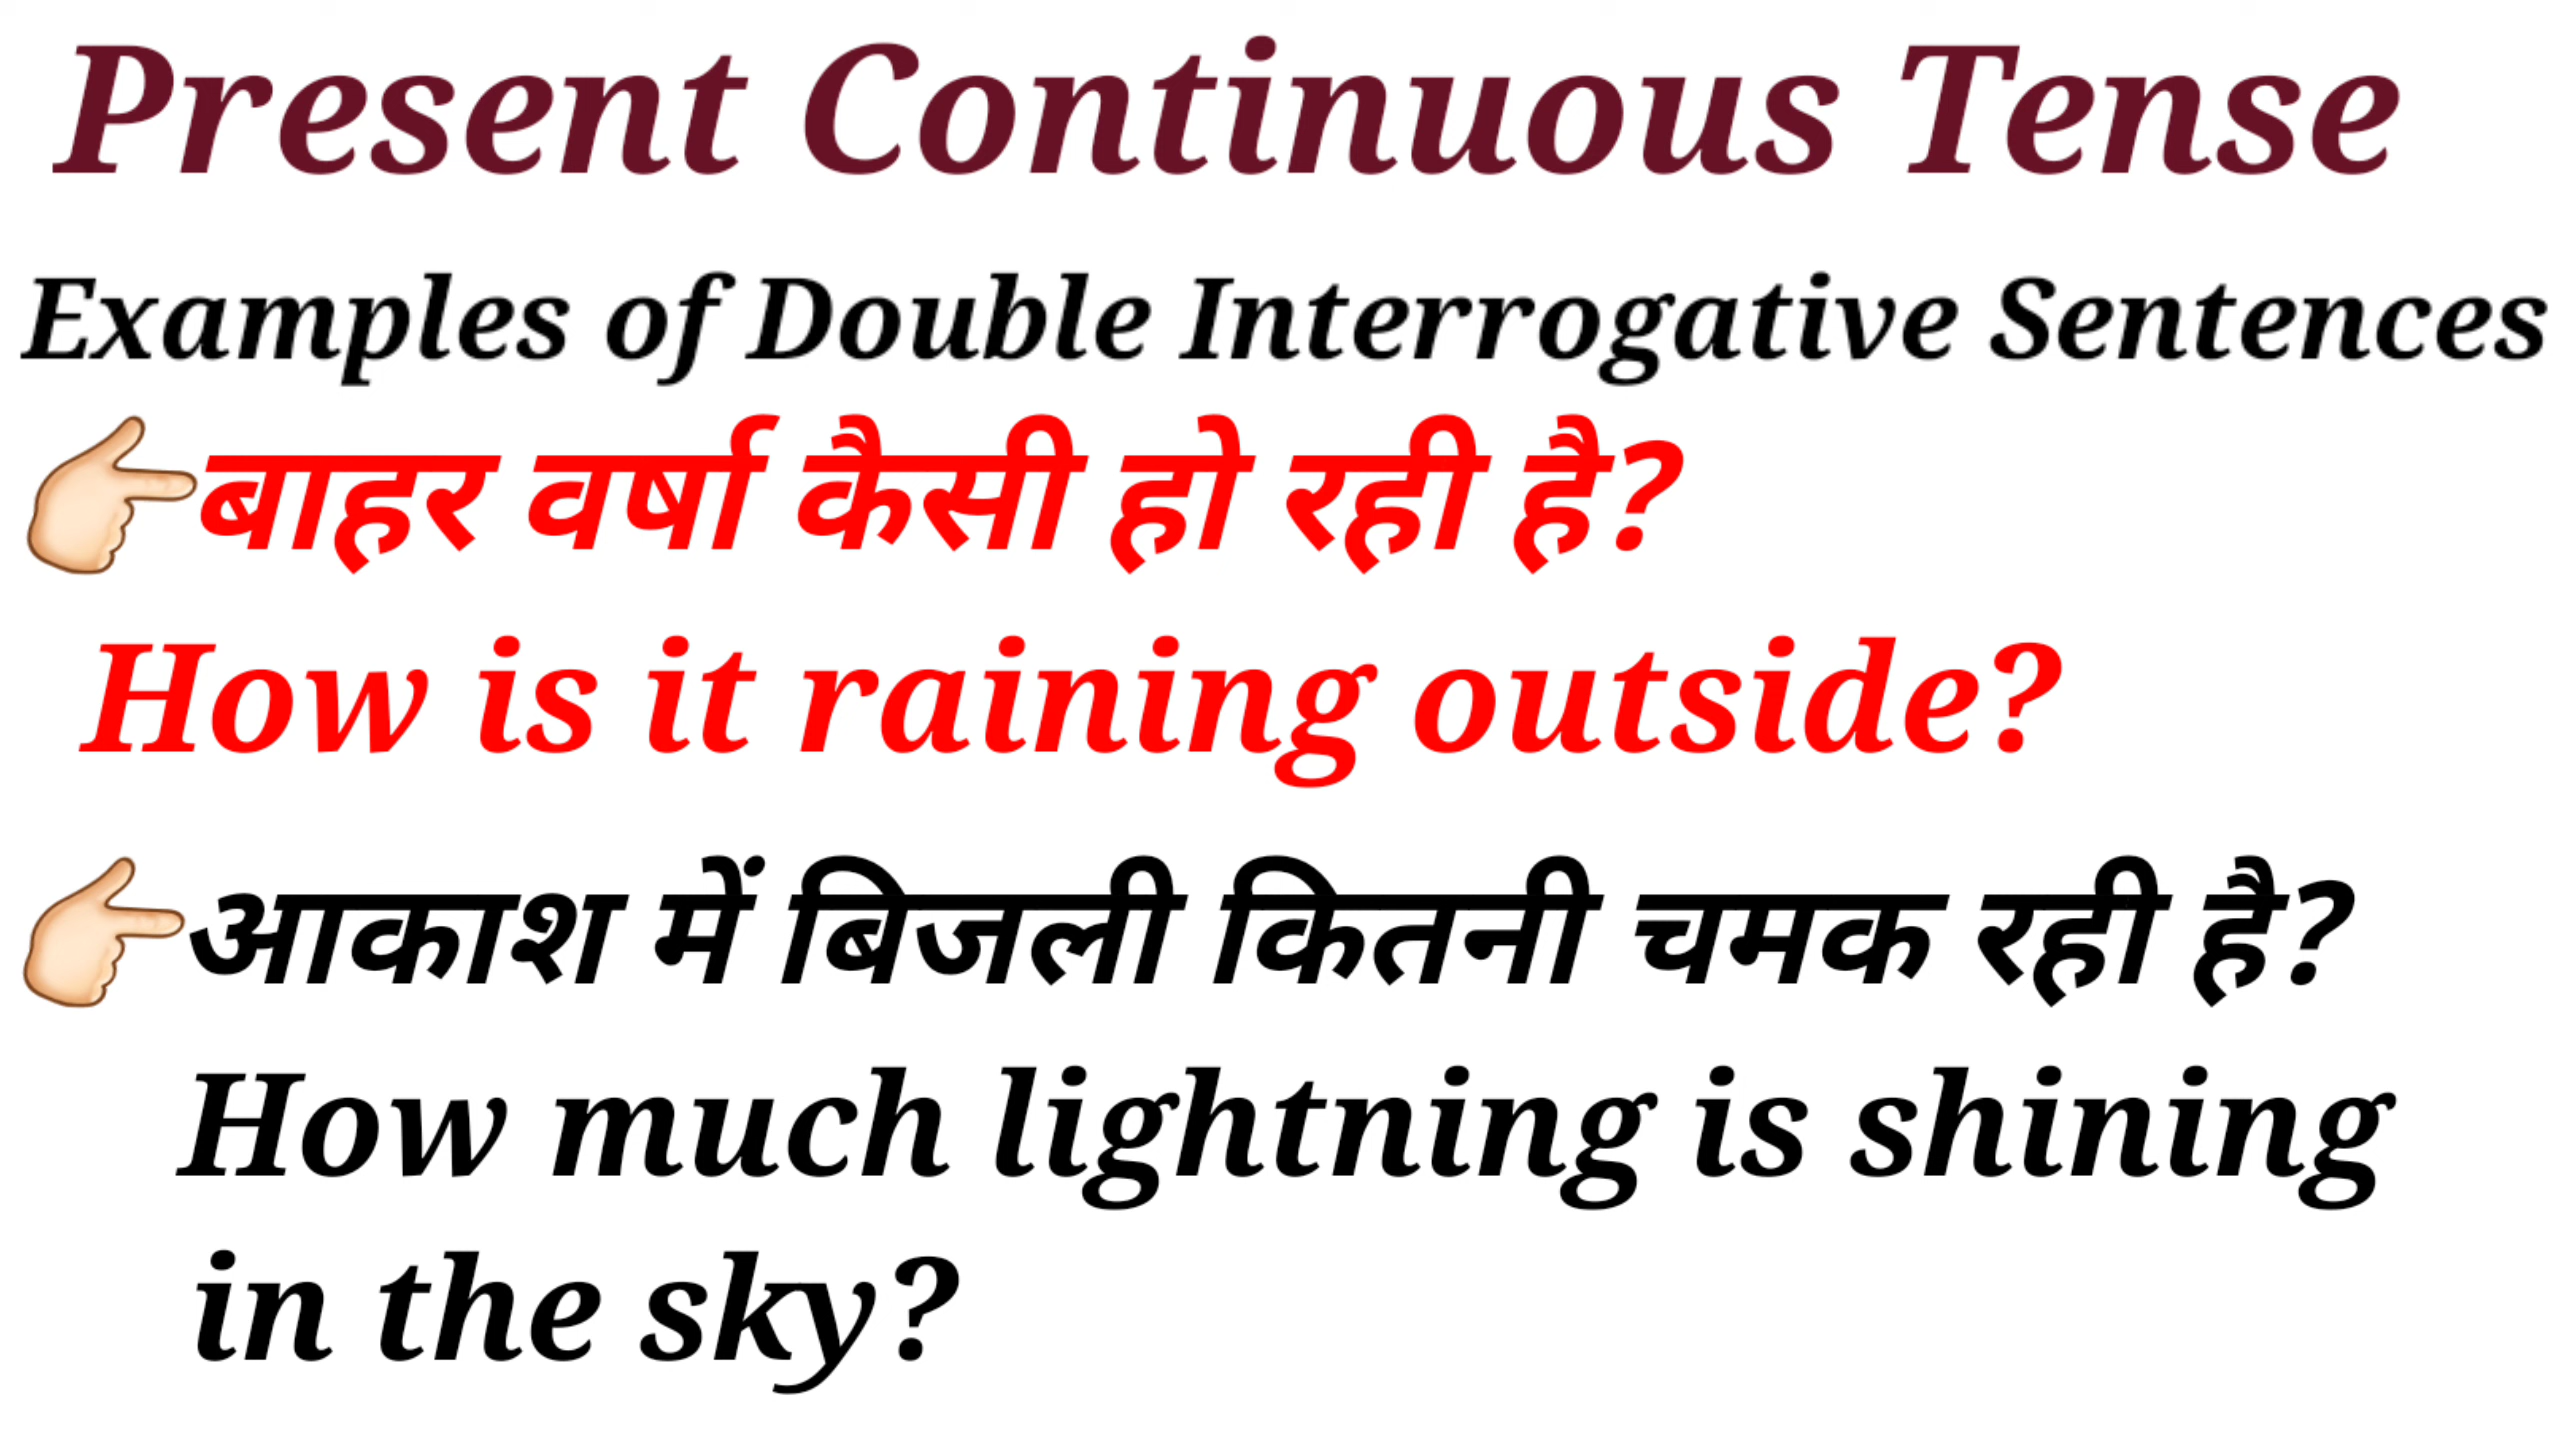 Present Continuous Tense
Examples of Double Interrogative Sentences
👉बाहर वर्षा कैसी हो रही है?
How is it raining outside?
👉आकाश में बिजली कितनी चमक रही है?
How much lightning is shining
in the sky?